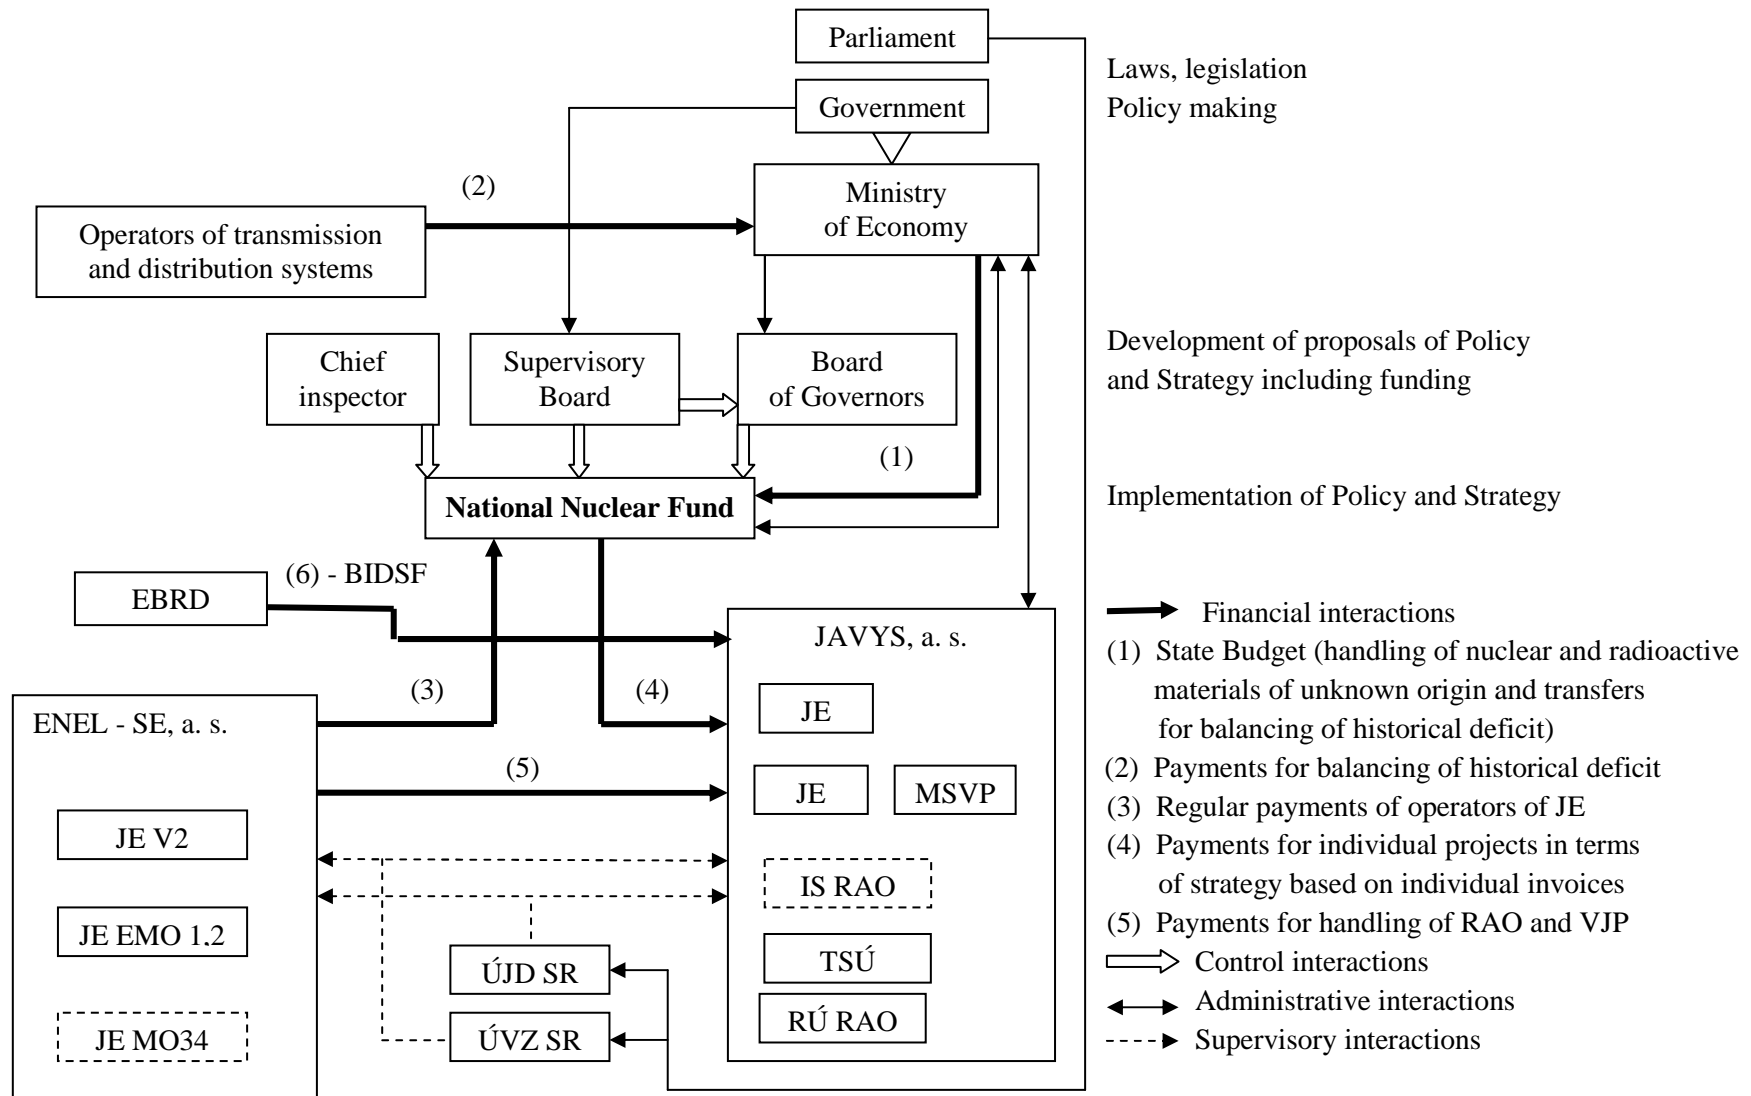 Parliament
Laws, legislation
Government
Policy making
(2)
Ministry
of Economy
Operators of transmission
and distribution systems
Chief
inspector
Supervisory
Board
Board
of Governors
Development of proposals of Policy
and Strategy including funding
(1)
National Nuclear Fund
Implementation of Policy and Strategy
(6) - BIDSF
EBRD
(3)
(4)
(5)
ENEL - SE, a. s.
JE V2
JE EMO 1,2
JE MO34
JAVYS, a. s.
JE
JE
MSVP
IS RAO
TSÚ
RÚ RAO
ÚJD SR
ÚVZ SR
Financial interactions
(1) State Budget (handling of nuclear and radioactive
materials of unknown origin and transfers
for balancing of historical deficit)
(2) Payments for balancing of historical deficit
(3) Regular payments of operators of JE
(4) Payments for individual projects in terms
of strategy based on individual invoices
(5) Payments for handling of RAO and VJP
Control interactions
Administrative interactions
Supervisory interactions